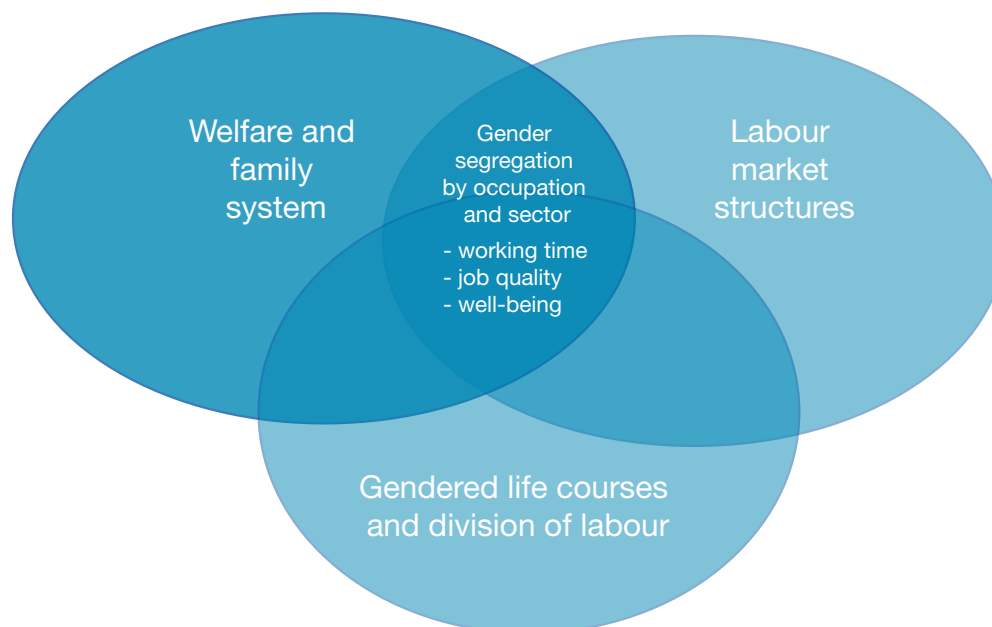 Welfare and
family
system
Gender
segregation
by occupation
and sector
- working time
- job quality
- well-being
Labour
market
structures
Gendered life courses
and division of labour